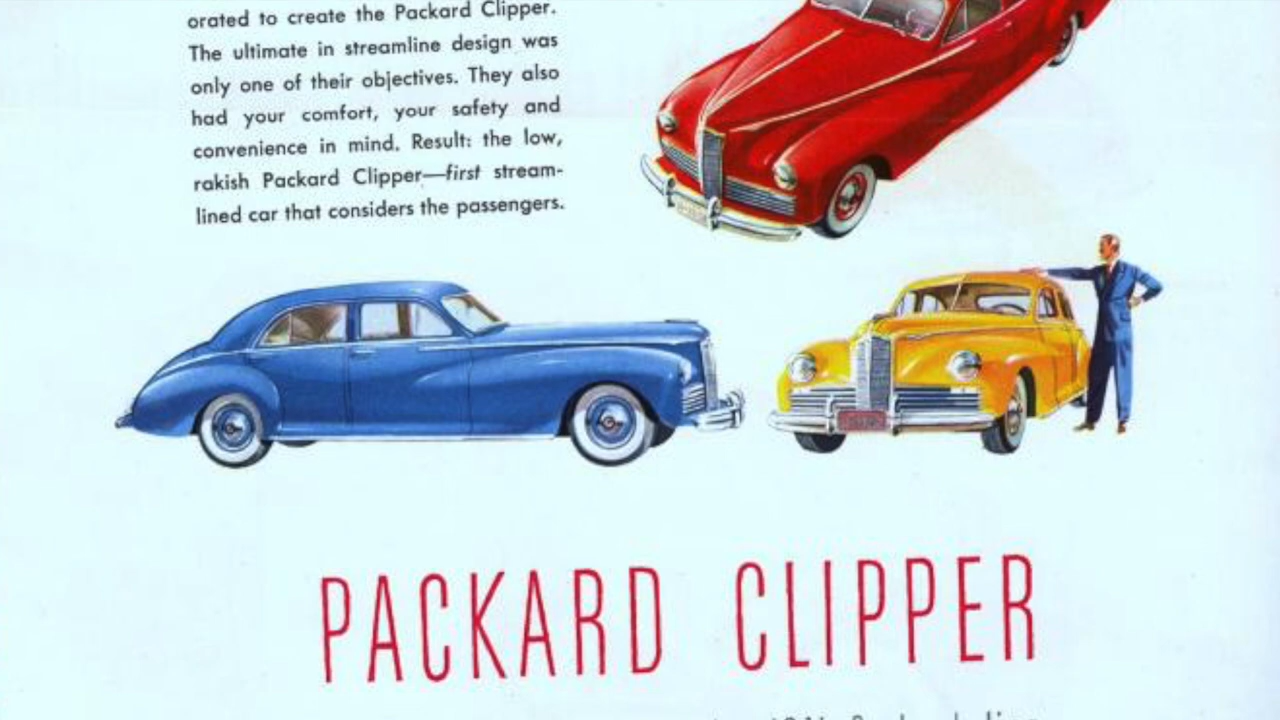 orated to create the Packard Clipper.
The ultimate in streamline design was
only one of their objectives. They also
had your comfort, your safety and
convenience in mind. Result: the low,
rakish Packard Clipper—first stream-
lined car that considers the passengers.
PACKARD CLIPPER